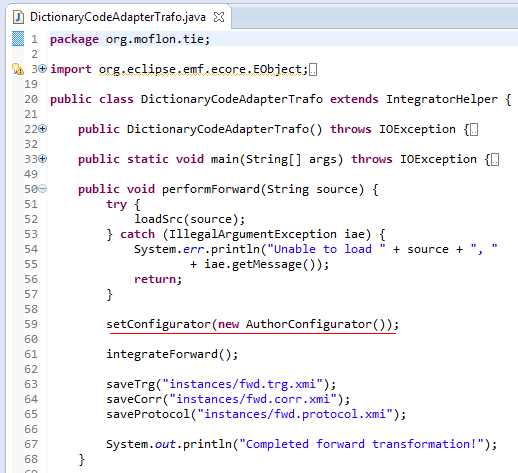 DictionaryCodeAdapterTrafo.java
1 package org.moflon.tie;
2
3 import org.eclipse.emf.ecore.EObject;
19
20 public class DictionaryCodeAdapterTrafo extends IntegratorHelper {
21
22 public DictionaryCodeAdapterTrafo() throws IOException {
32
33 public static void main(String[] args) throws IOException {
49
50 public void performForward(String source) {
51 try {
52 loadSrc(source);
53 } catch (IllegalArgumentException iae) {
54 System.err.println("Unable to load " + source + ", "
55 + iae.getMessage());
56 return;
57 }
58
59 setConfigurator(new AuthorConfigurator());
60
61 integrateForward();
62
63 saveTrg("instances/fwd.trg.xmi");
64 saveCorr("instances/fwd.corr.xmi");
65 saveProtocol("instances/fwd.protocol.xmi");
66
67 System.out.println("Completed forward transformation!");
68 }
69